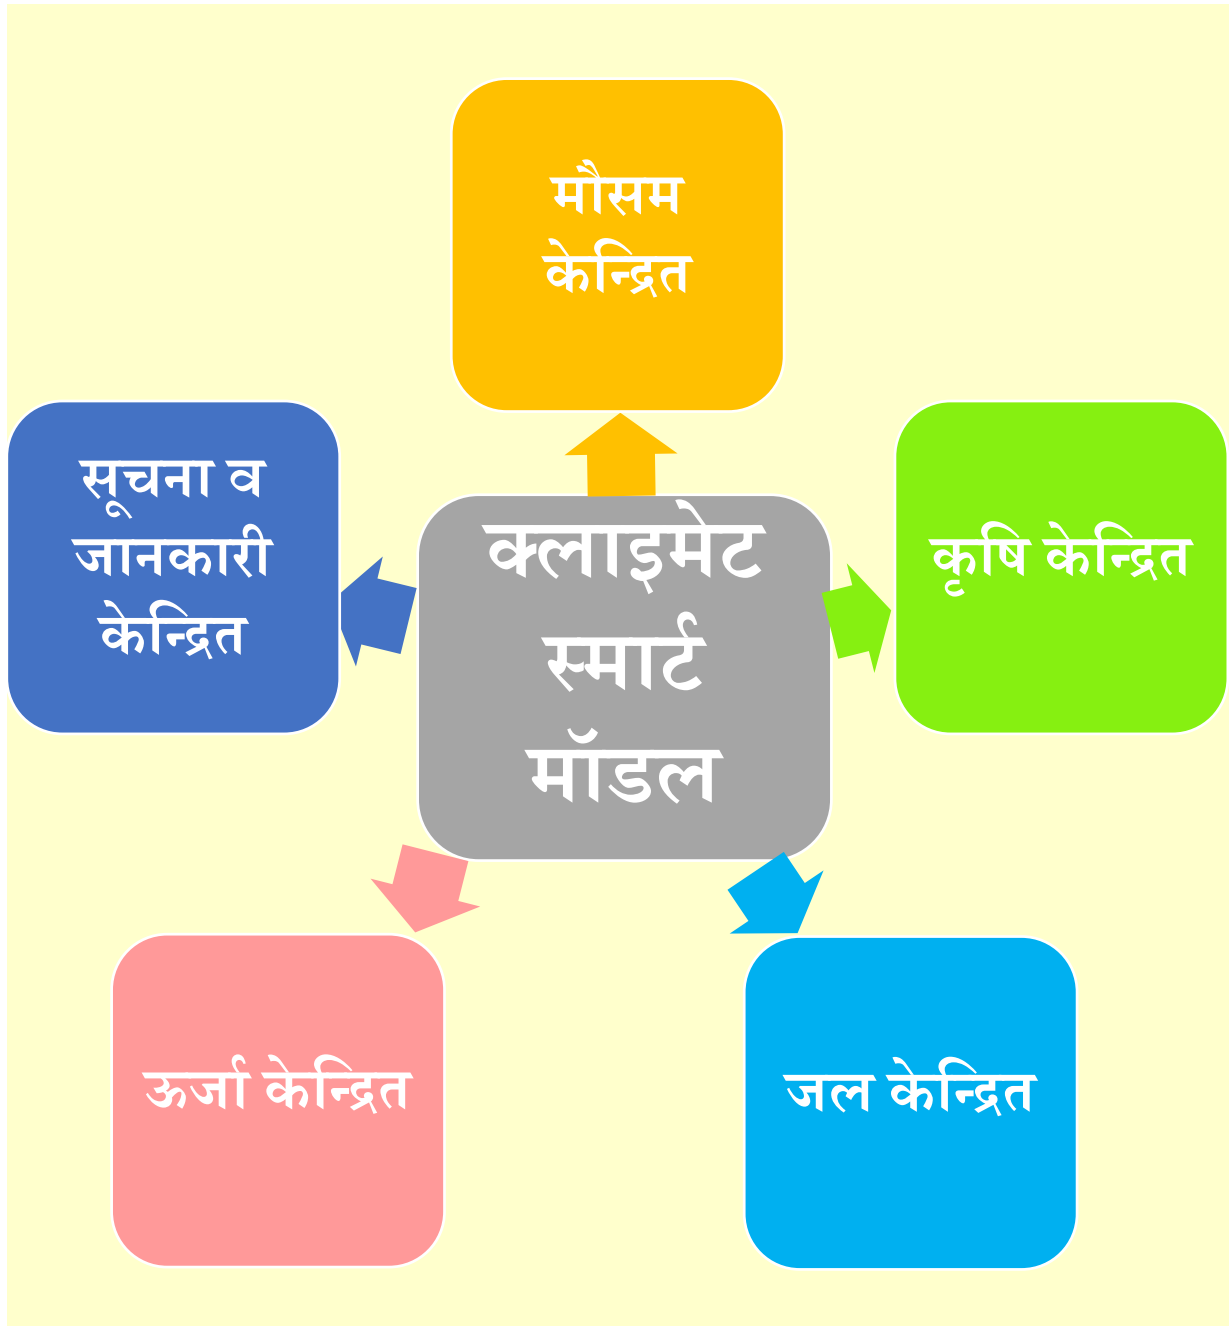 मौसम
केन्द्रित
सूचना व
जानकारी
केन्द्रित
क्लाइमेट
स्मार्ट
मॉडल
कृषि केन्द्रित
ऊर्जा केन्द्रित
जल केन्द्रित